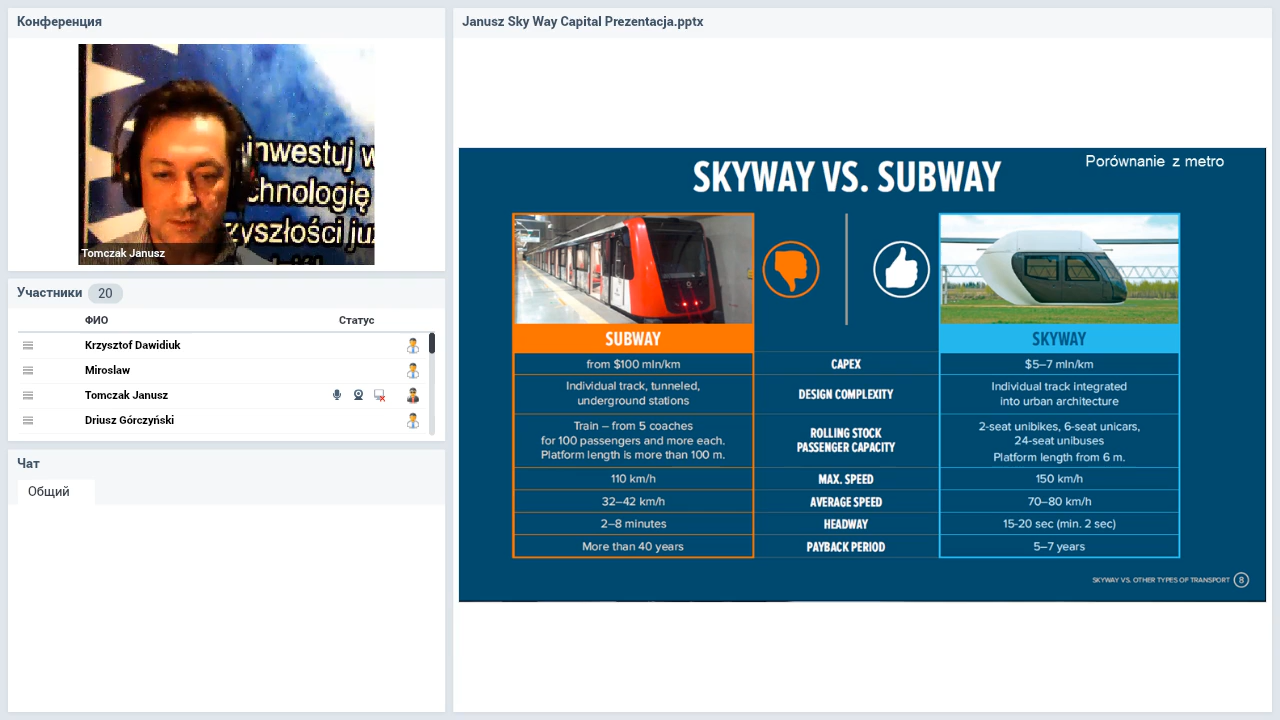 Конференция
inwestuj w
chnologię
zyszłości już
Tomczak Janusz
Участники 20
ФИО Статус
Krzysztof Dawidiuk
Miroslaw
Tomczak Janusz
Driusz Górczyński
Чат
Общий
Janusz Sky Way Capital Prezentacja.pptx
SKYWAY VS. SUBWAY
Porównanie z metro
SUBWAY
SKYWAY
from $100 mln/km
CAPEX
$5–7 mln/km
Individual track, tunneled,
underground stations
DESIGN COMPLEXITY
Individual track integrated
into urban architecture
Train – from 5 coaches
for 100 passengers and more each.
Platform length is more than 100 m.
ROLLING STOCK
PASSENGER CAPACITY
2-seat unibikes, 6-seat unicars,
24-seat unibuses
Platform length from 6 m.
110 km/h
MAX. SPEED
150 km/h
32–42 km/h
AVERAGE SPEED
70–80 km/h
2–8 minutes
HEADWAY
15-20 sec (min. 2 sec)
More than 40 years
PAYBACK PERIOD
5–7 years
SKYWAY VS. OTHER TYPES OF TRANSPORT 8